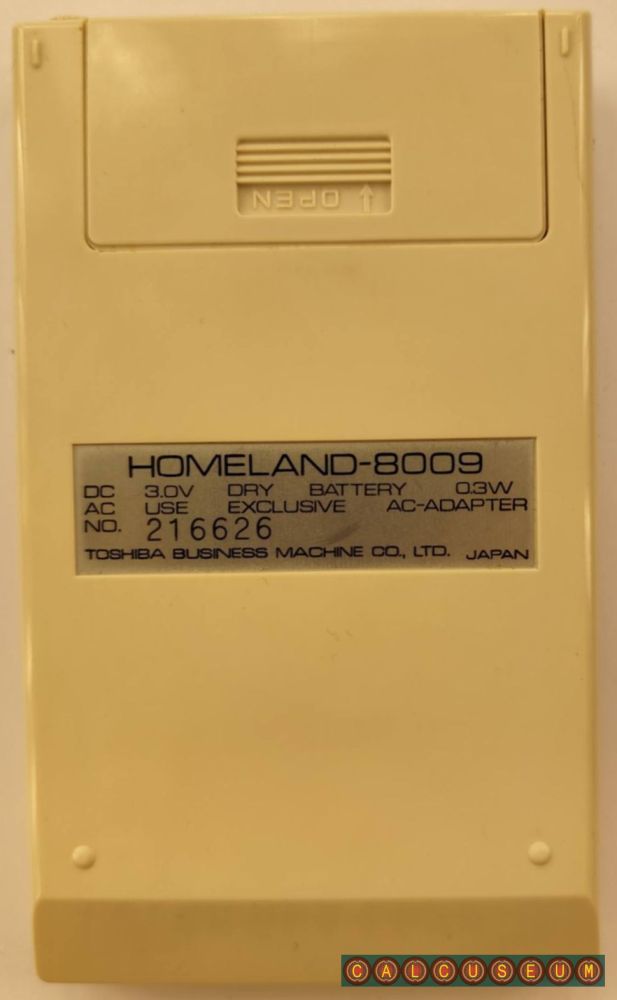 ↑ OPEN
HOMELAND-8009
DC 3.0V DRY BATTERY 0.3W
AC USE EXCLUSIVE AC-ADAPTER
NO. 216626
TOSHIBA BUSINESS MACHINE CO., LTD. JAPAN
CALCUSEUM